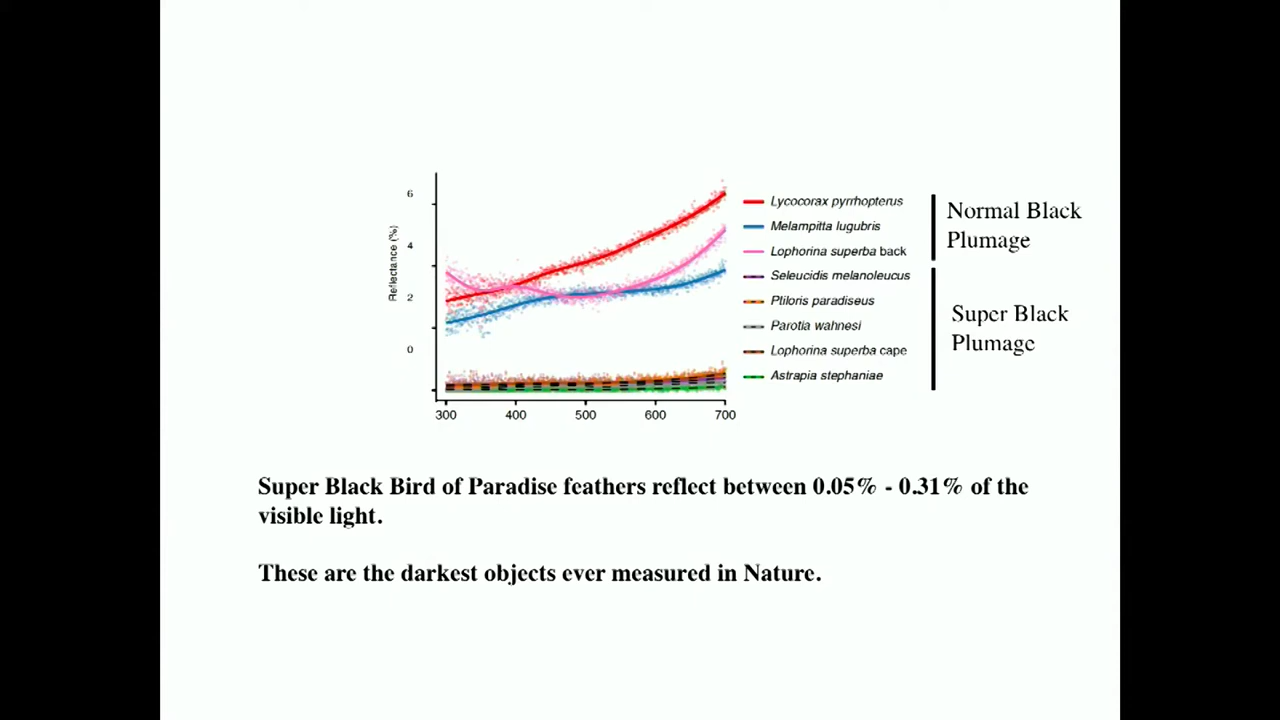 6
4
2
0
Reflectance (%)
300 400 500 600 700
Lycocorax pyrrhopterus
Melampitta lugubris
Lophorina superba back
Seleucidis melanoleucus
Ptiloris paradiseus
Parotia wahnesi
Lophorina superba cape
Astrapia stephaniae
Normal Black
Plumage
Super Black
Plumage
Super Black Bird of Paradise feathers reflect between 0.05% - 0.31% of the
visible light.
These are the darkest objects ever measured in Nature.